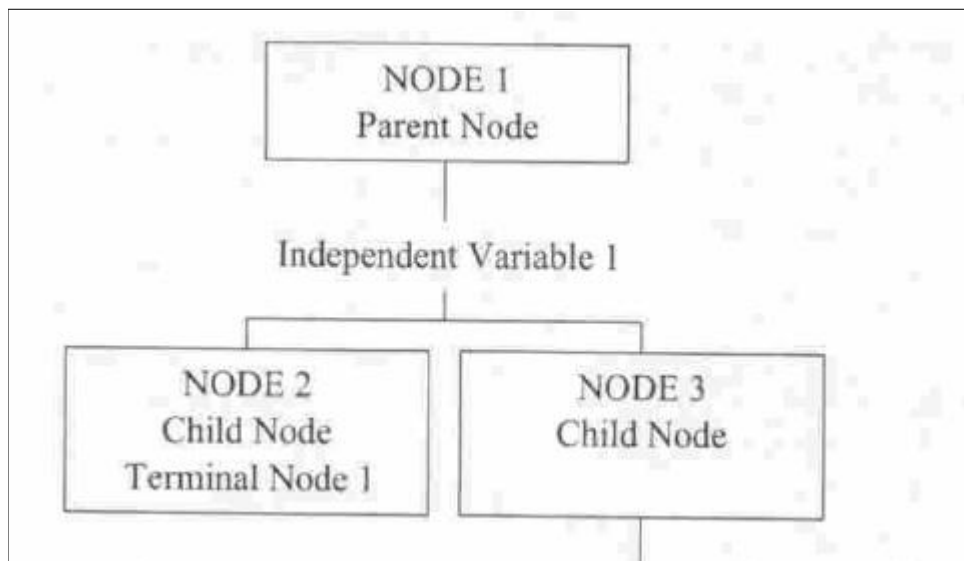 NODE 1
Parent Node
Independent Variable 1
NODE 2
Child Node
Terminal Node 1
NODE 3
Child Node